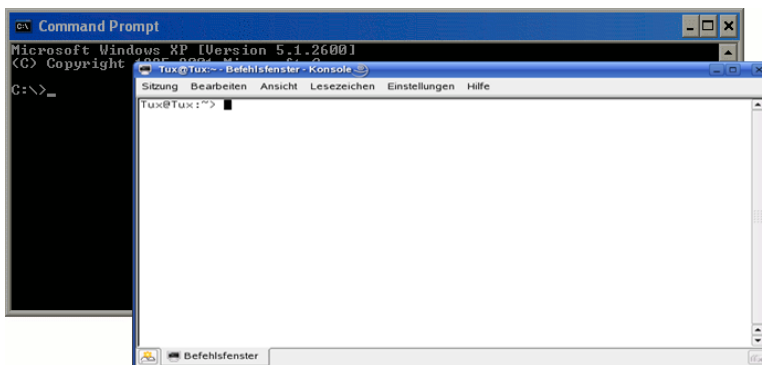 Command Prompt
Microsoft Windows XP [Version 5.1.2600]
(C) Copyright
C:\>_
Tux@Tux:~ - Befehlsfenster - Konsole
Sitzung Bearbeiten Ansicht Lesezeichen Einstellungen Hilfe
Tux@Tux:~>
Befehlsfenster